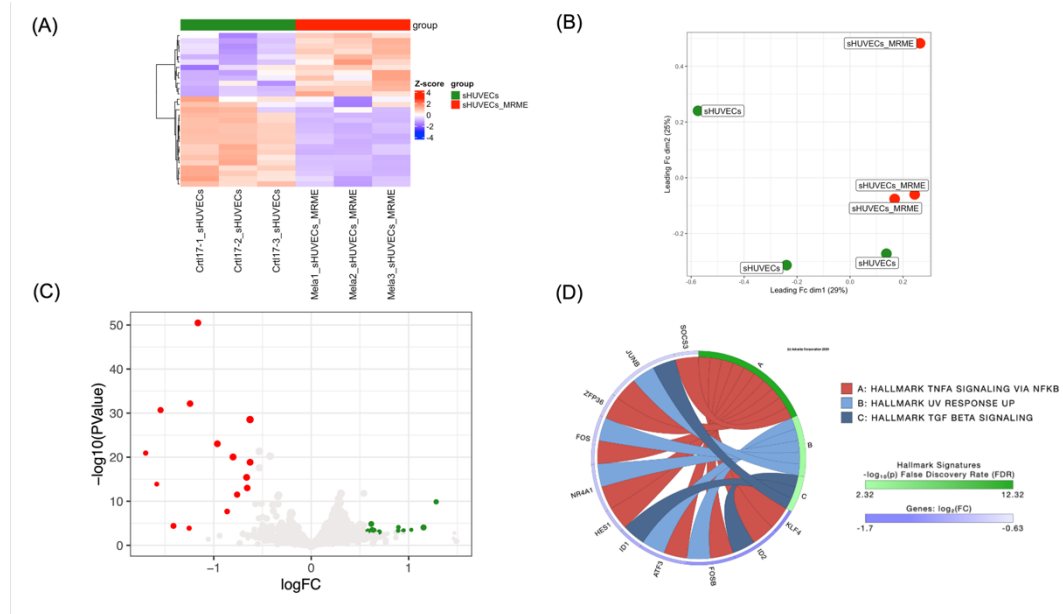 (A)
group
Z-score
4
2
0
-2
-4
group
sHUVECs
sHUVECs_MRME
Crtl17-1_sHUVECs
Crtl17-2_sHUVECs
Crtl17-3_sHUVECs
Mela1_sHUVECs_MRME
Mela2_sHUVECs_MRME
Mela3_sHUVECs_MRME
(B)
sHUVECs_MRME
sHUVECs
sHUVECs_MRME
sHUVECs_MRME
sHUVECs
sHUVECs
Leading Fc dim2 (25%)
0.4
0.2
0.0
-0.2
-0.6
-0.4
-0.2
0.0
0.2
Leading Fc dim1 (29%)
(C)
−log10(PValue)
50
40
30
20
10
0
−1
0
1
logFC
(D)
SOCS3
JUNB
ZFP36
FOS
NR4A1
HES1
ID1
ATF3
FOSB
ID2
KLF4
A
B
C
A: HALLMARK TNFA SIGNALING VIA NFKB
B: HALLMARK UV RESPONSE UP
C: HALLMARK TGF BETA SIGNALING
Hallmark Signatures
-log₁₀(p) False Discovery Rate (FDR)
2.32
12.32
Genes: log₂(FC)
-1.7
-0.63